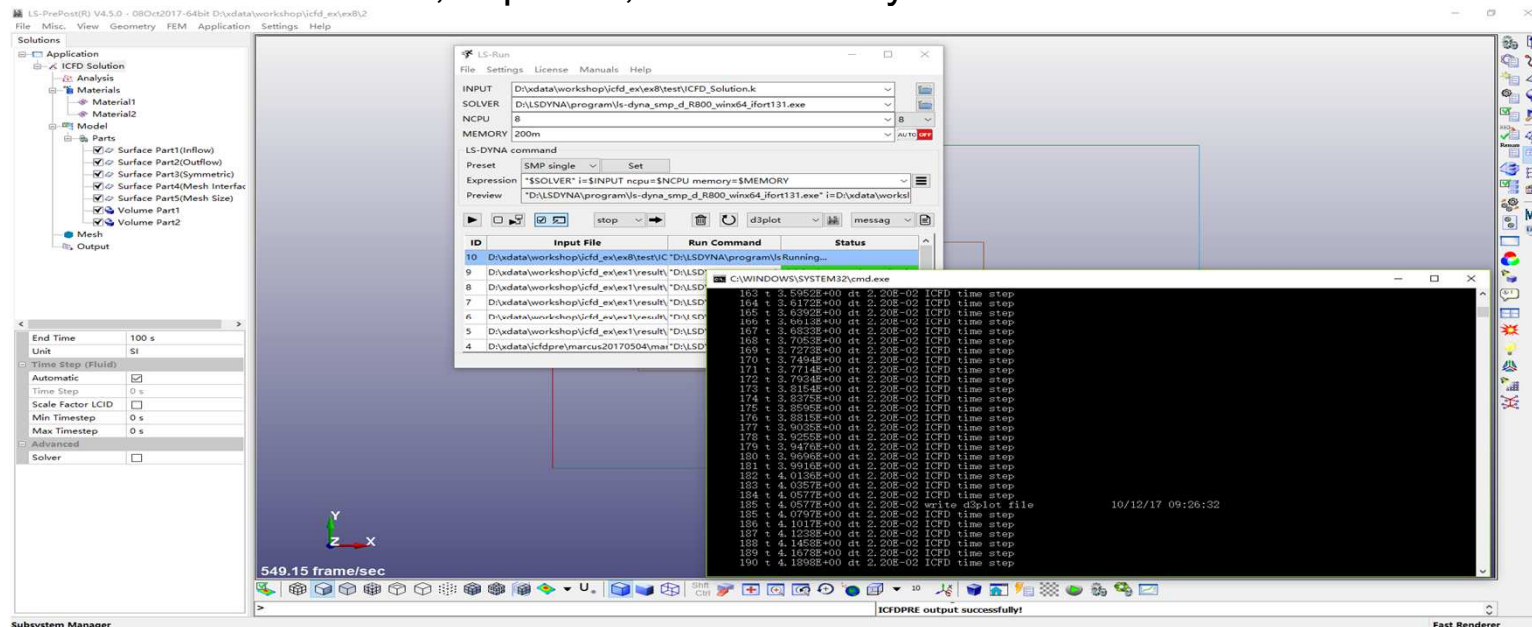 LS-PrePost(R) V4.5.0 - 08Oct2017-64bit D:\xdata\workshop\icfd_ex\ex8\2
File Misc. View Geometry FEM Application Settings Help
Solutions
Application
ICFD Solution
Analysis
Materials
Material1
Material2
Model
Parts
Surface Part1(Inflow)
Surface Part2(Outflow)
Surface Part3(Symmetric)
Surface Part4(Mesh Interfac
Surface Part5(Mesh Size)
Volume Part1
Volume Part2
Mesh
Output
End Time 100 s
Unit SI
Time Step (Fluid)
Automatic
Time Step 0 s
Scale Factor LCID
Min Timestep 0 s
Max Timestep 0 s
Advanced
Solver
LS-Run
File Settings License Manuals Help
INPUT D:\xdata\workshop\icfd_ex\ex8\test\ICFD_Solution.k
SOLVER D:\LSDYNA\program\ls-dyna_smp_d_R800_winx64_ifort131.exe
NCPU 8 8
MEMORY 200m AUTO OFF
LS-DYNA command
Preset SMP single Set
Expression "$SOLVER" i=$INPUT ncpu=$NCPU memory=$MEMORY
Preview "D:\LSDYNA\program\ls-dyna_smp_d_R800_winx64_ifort131.exe" i=D:\xdata\worksl
stop d3plot messag
ID Input File Run Command Status
10 D:\xdata\workshop\icfd_ex\ex8\test\IC "D:\LSDYNA\program\ls Running...
9 D:\xdata\workshop\icfd_ex\ex1\result\ "D:\LSD
8 D:\xdata\workshop\icfd_ex\ex1\result\ "D:\LSD
7 D:\xdata\workshop\icfd_ex\ex1\result\ "D:\LSD
6 D:\xdata\workshop\icfd_ex\ex1\result\ "D:\LSD
5 D:\xdata\workshop\icfd_ex\ex1\result\ "D:\LSD
4 D:\xdata\icfdpre\marcus20170504\mar "D:\LSD
C:\WINDOWS\SYSTEM32\cmd.exe
163 t 3.5952E+00 dt 2.20E-02 ICFD time step
164 t 3.6172E+00 dt 2.20E-02 ICFD time step
165 t 3.6392E+00 dt 2.20E-02 ICFD time step
166 t 3.6613E+00 dt 2.20E-02 ICFD time step
167 t 3.6833E+00 dt 2.20E-02 ICFD time step
168 t 3.7053E+00 dt 2.20E-02 ICFD time step
169 t 3.7273E+00 dt 2.20E-02 ICFD time step
170 t 3.7494E+00 dt 2.20E-02 ICFD time step
171 t 3.7714E+00 dt 2.20E-02 ICFD time step
172 t 3.7934E+00 dt 2.20E-02 ICFD time step
173 t 3.8154E+00 dt 2.20E-02 ICFD time step
174 t 3.8375E+00 dt 2.20E-02 ICFD time step
175 t 3.8595E+00 dt 2.20E-02 ICFD time step
176 t 3.8815E+00 dt 2.20E-02 ICFD time step
177 t 3.9035E+00 dt 2.20E-02 ICFD time step
178 t 3.9255E+00 dt 2.20E-02 ICFD time step
179 t 3.9476E+00 dt 2.20E-02 ICFD time step
180 t 3.9696E+00 dt 2.20E-02 ICFD time step
181 t 3.9916E+00 dt 2.20E-02 ICFD time step
182 t 4.0136E+00 dt 2.20E-02 ICFD time step
183 t 4.0357E+00 dt 2.20E-02 ICFD time step
184 t 4.0577E+00 dt 2.20E-02 ICFD time step
185 t 4.0577E+00 dt 2.20E-02 write d3plot file 10/12/17 09:26:32
185 t 4.0797E+00 dt 2.20E-02 ICFD time step
186 t 4.1017E+00 dt 2.20E-02 ICFD time step
187 t 4.1238E+00 dt 2.20E-02 ICFD time step
188 t 4.1458E+00 dt 2.20E-02 ICFD time step
189 t 4.1678E+00 dt 2.20E-02 ICFD time step
190 t 4.1898E+00 dt 2.20E-02 ICFD time step
Y
Z X
549.15 frame/sec
Shft
Ctrl
10
>
ICFDPRE output successfully!
Subsystem Manager
Fast Renderer